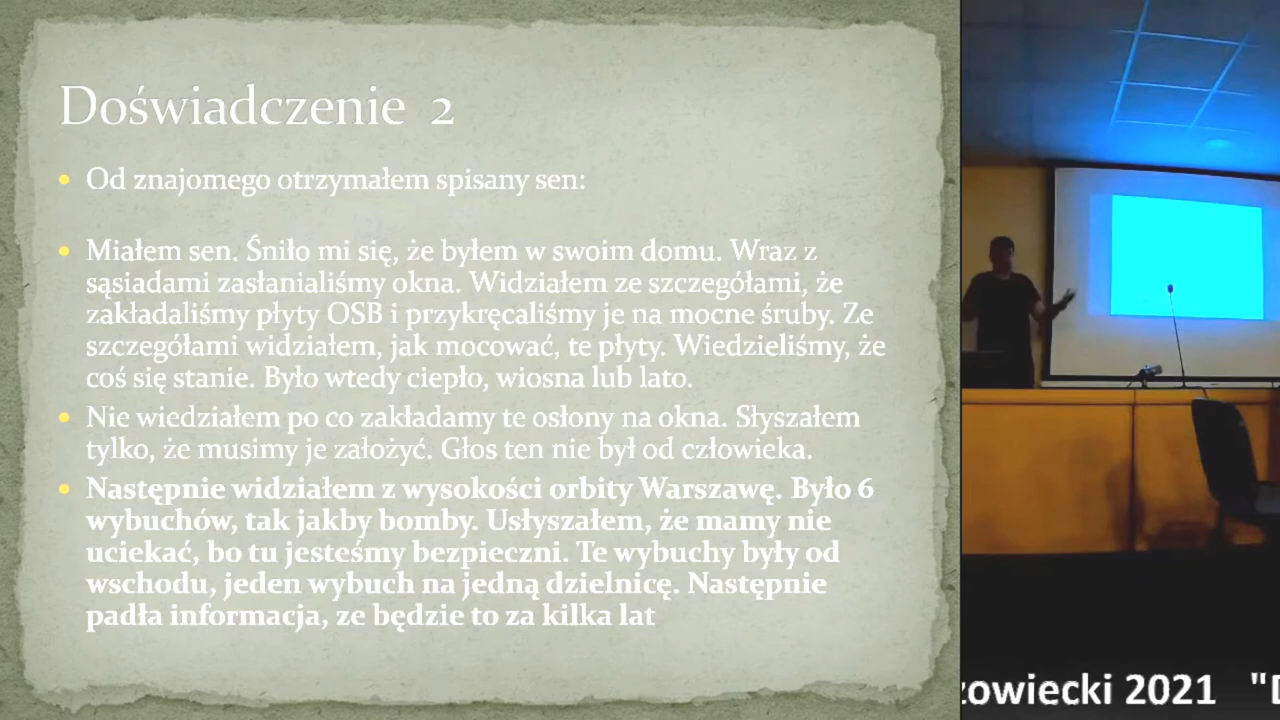 Doświadczenie 2
• Od znajomego otrzymałem spisany sen:
• Miałem sen. Śniło mi się, że byłem w swoim domu. Wraz z
sąsiadami zasłanialiśmy okna. Widziałem ze szczegółami, że
zakładaliśmy płyty OSB i przykręcaliśmy je na mocne śruby. Ze
szczegółami widziałem, jak mocować, te płyty. Wiedzieliśmy, że
coś się stanie. Było wtedy ciepło, wiosna lub lato.
• Nie wiedziałem po co zakładamy te osłony na okna. Słyszałem
tylko, że musimy je założyć. Głos ten nie był od człowieka.
• Następnie widziałem z wysokości orbity Warszawę. Było 6
wybuchów, tak jakby bomby. Usłyszałem, że mamy nie
uciekać, bo tu jesteśmy bezpieczni. Te wybuchy były od
wschodu, jeden wybuch na jedną dzielnicę. Następnie
padła informacja, ze będzie to za kilka lat
zowiecki 2021 "D